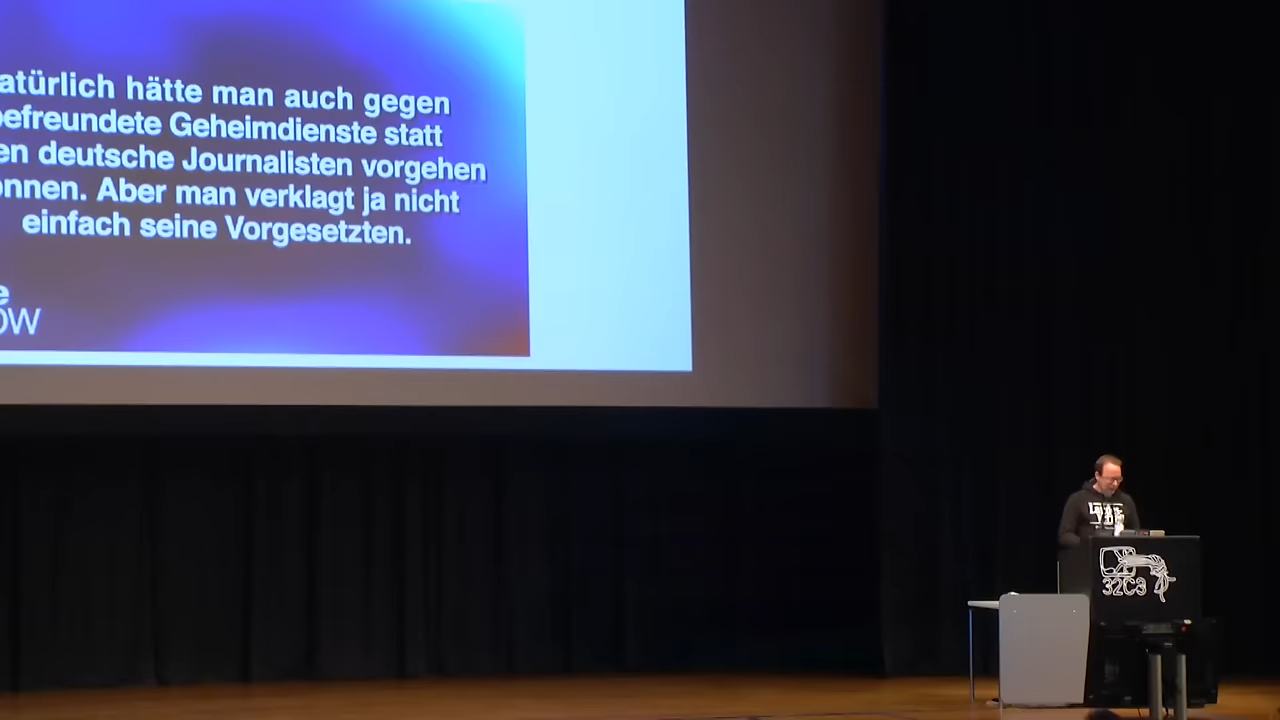 atürlich hätte man auch gegen
befreundete Geheimdienste statt
en deutsche Journalisten vorgehen
önnen. Aber man verklagt ja nicht
einfach seine Vorgesetzten.
e
OW
32C3